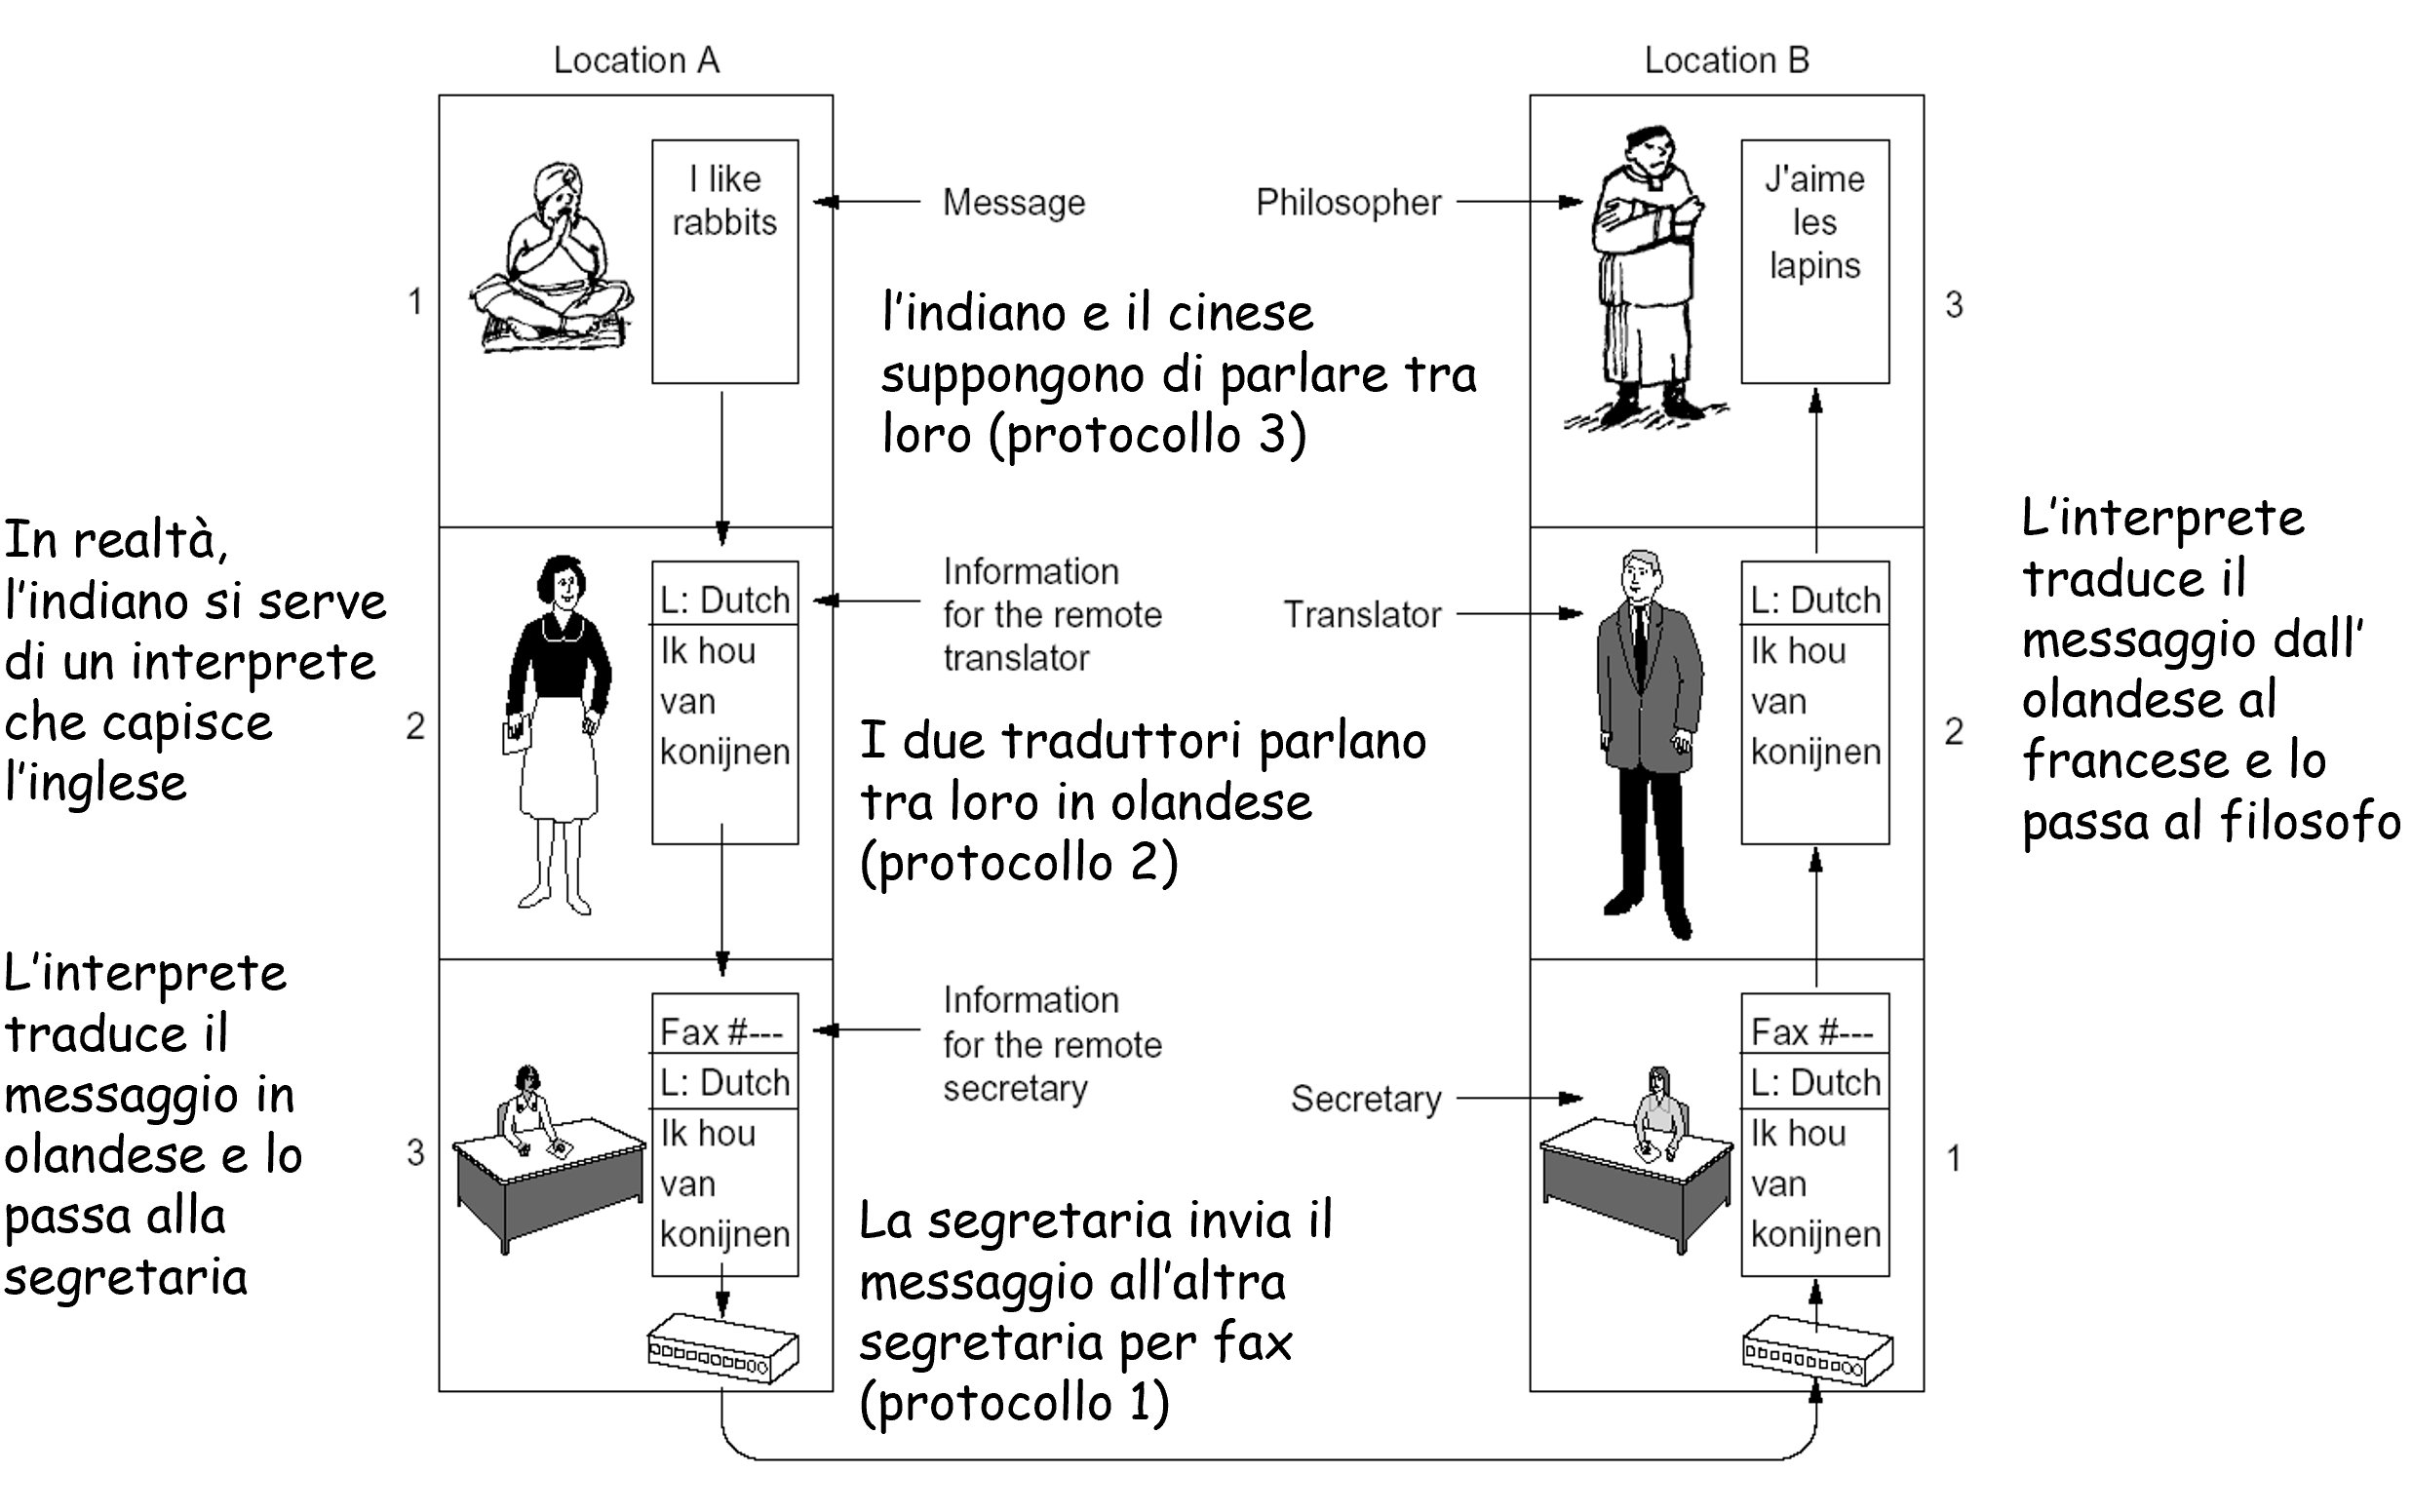 Location A
Location B
I like
rabbits
Message
Philosopher
J'aime
les
lapins
1
3
l'indiano e il cinese
suppongono di parlare tra
loro (protocollo 3)
In realtà,
l'indiano si serve
di un interprete
che capisce
l'inglese
2
L: Dutch
Ik hou
van
konijnen
Information
for the remote
translator
Translator
L: Dutch
Ik hou
van
konijnen
2
I due traduttori parlano
tra loro in olandese
(protocollo 2)
L'interprete
traduce il
messaggio dall'
olandese al
francese e lo
passa al filosofo
L'interprete
traduce il
messaggio in
olandese e lo
passa alla
segretaria
3
Fax #---
L: Dutch
Ik hou
van
konijnen
Information
for the remote
secretary
Secretary
Fax #---
L: Dutch
Ik hou
van
konijnen
1
La segretaria invia il
messaggio all'altra
segretaria per fax
(protocollo 1)